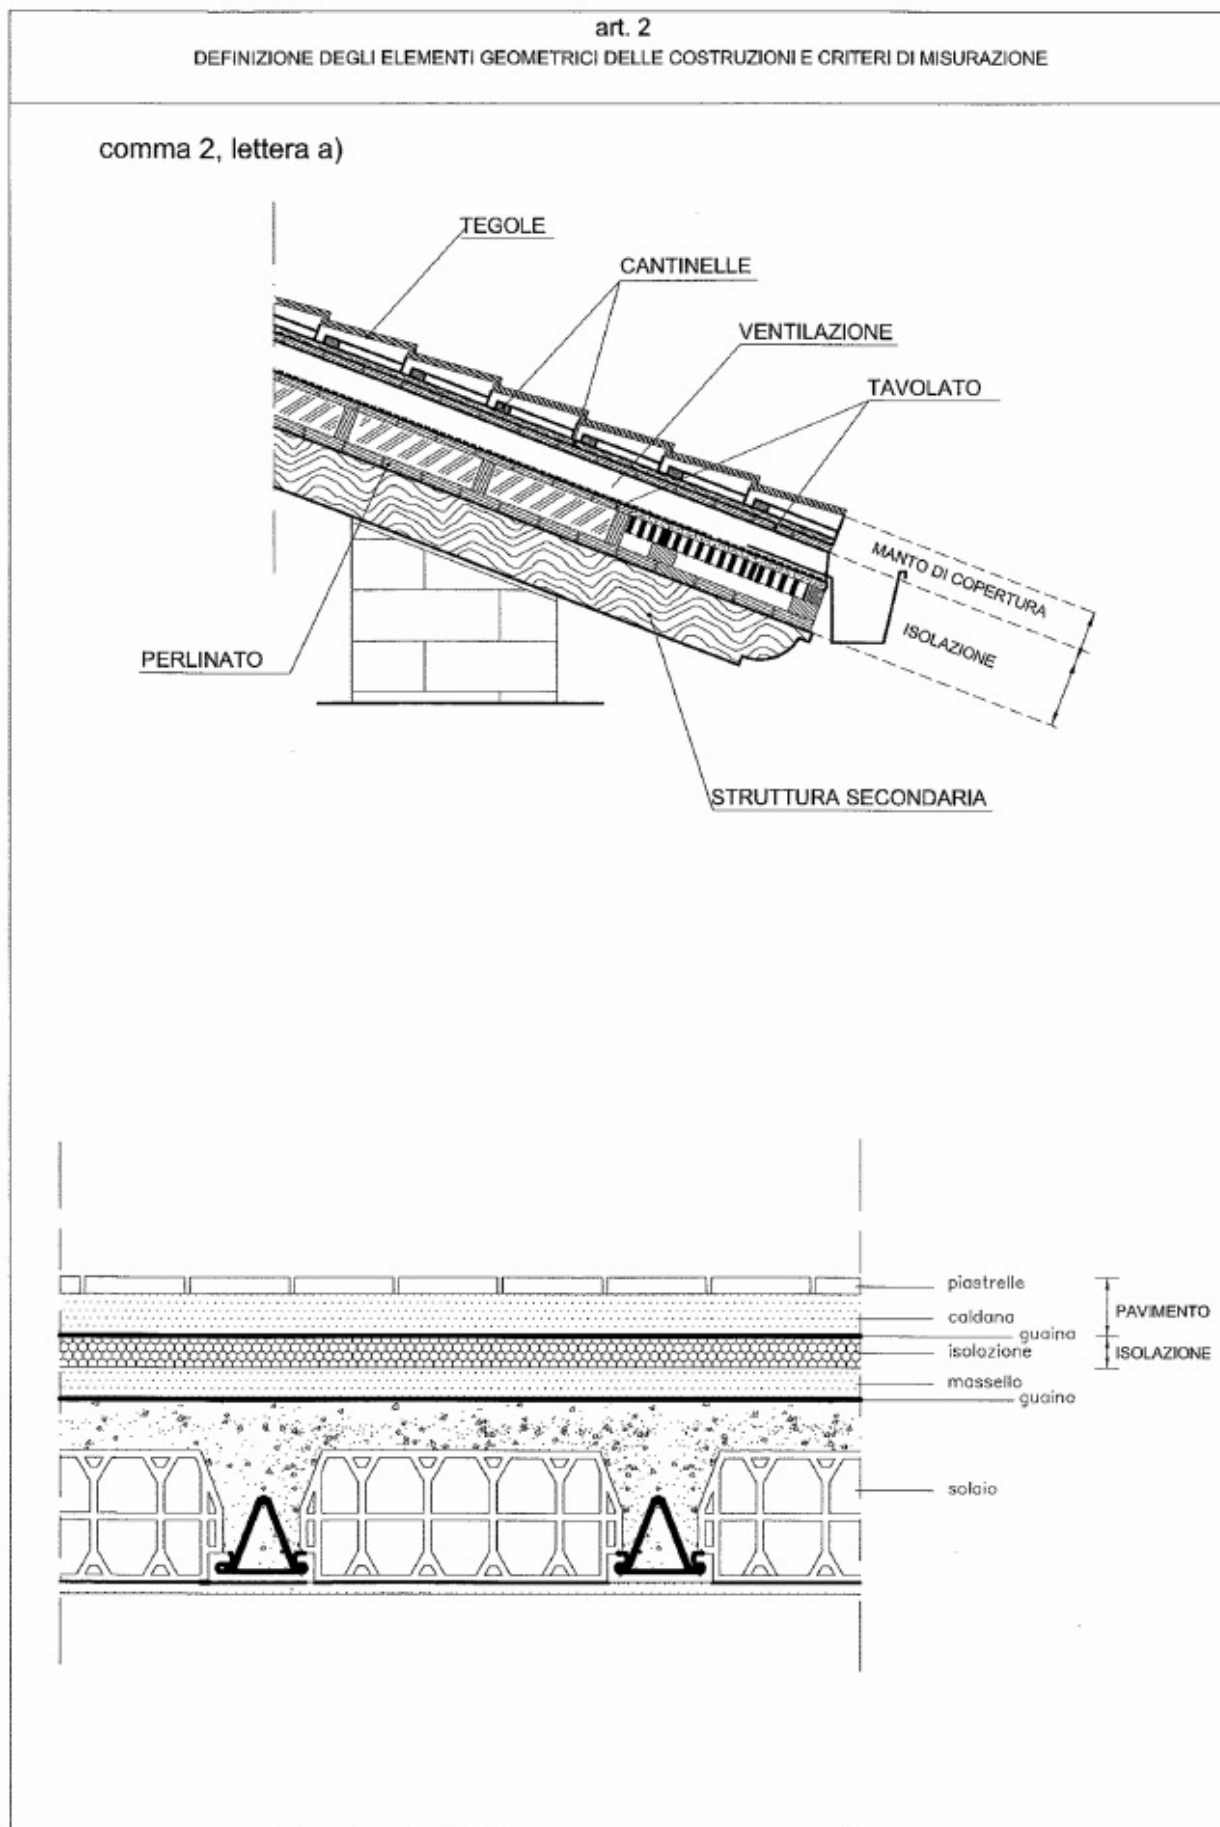 art. 2
DEFINIZIONE DEGLI ELEMENTI GEOMETRICI DELLE COSTRUZIONI E CRITERI DI MISURAZIONE
comma 2, lettera a)
TEGOLE
CANTINELLE
VENTILAZIONE
TAVOLATO
MANTO DI COPERTURA
ISOLAZIONE
PERLINATO
STRUTTURA SECONDARIA
piastrelle
PAVIMENTO
caldana
guaina
isolazione
ISOLAZIONE
massello
guaina
solaio